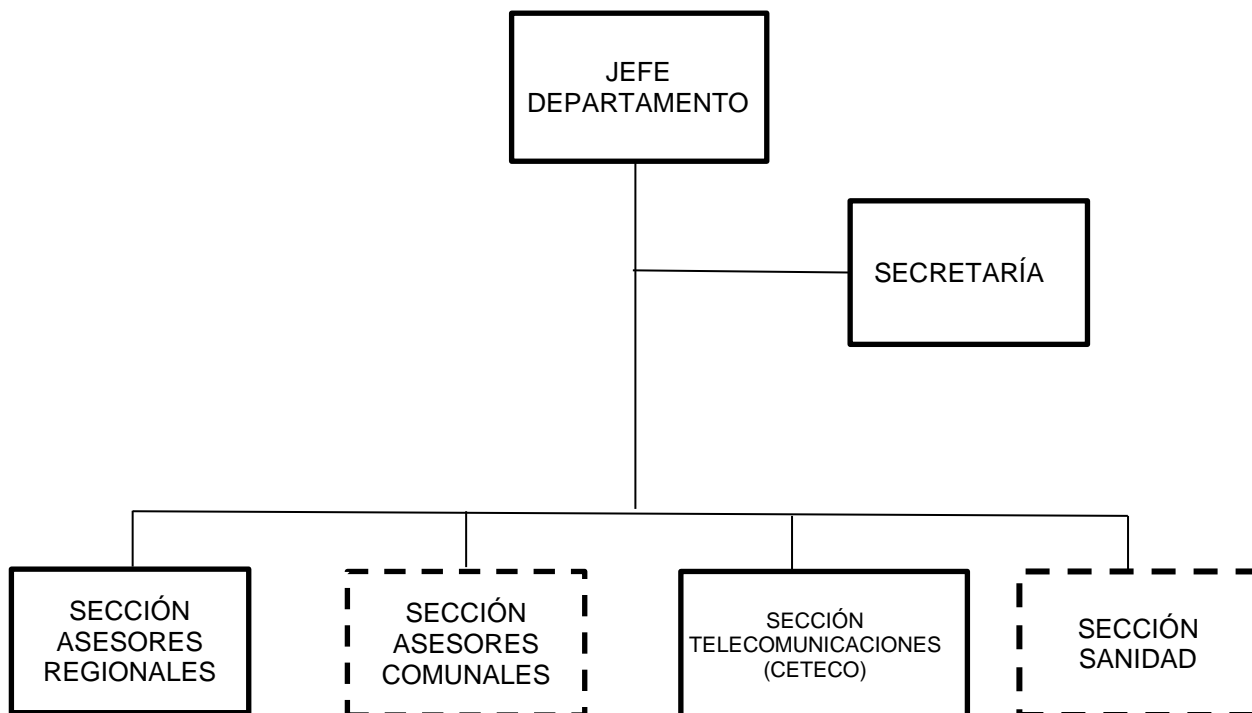 JEFE
DEPARTAMENTO
SECRETARÍA
SECCIÓN
ASESORES
REGIONALES
SECCIÓN
ASESORES
COMUNALES
SECCIÓN
TELECOMUNICACIONES
(CETECO)
SECCIÓN
SANIDAD